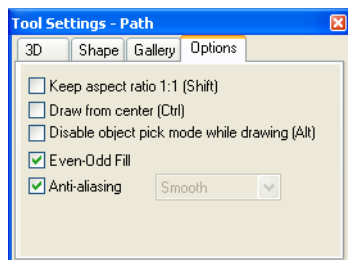 Tool Settings - Path
3D Shape Gallery Options
Keep aspect ratio 1:1 (Shift)
Draw from center (Ctrl)
Disable object pick mode while drawing (Alt)
Even-Odd Fill
Anti-aliasing Smooth